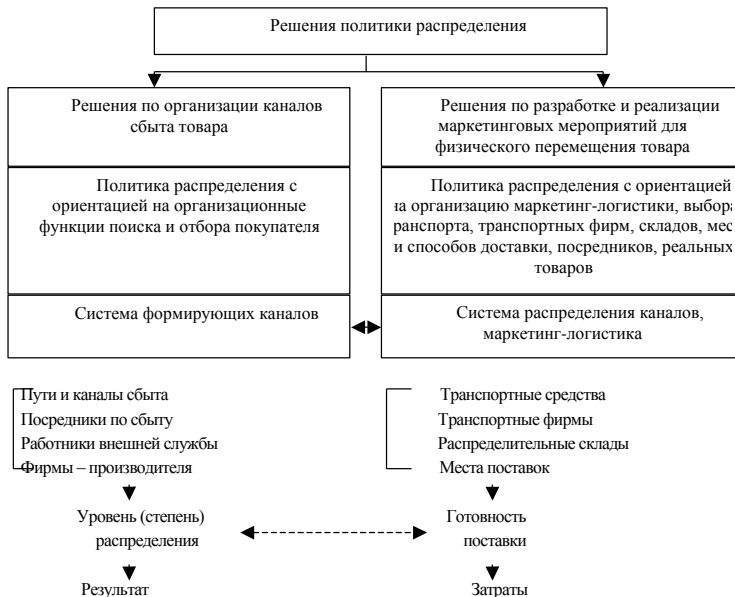 Решения политики распределения
Решения по организации каналов
сбыта товара
Решения по разработке и реализации
маркетинговых мероприятий для
физического перемещения товара
Политика распределения с
ориентацией на организационные
функции поиска и отбора покупателя
Политика распределения с ориентацией
на организацию маркетинг-логистики, выбора
ранспорта, транспортных фирм, складов, мес
и способов доставки, посредников, реальных
товаров
Система формирующих каналов
Система распределения каналов,
маркетинг-логистика
Пути и каналы сбыта
Посредники по сбыту
Работники внешней службы
Фирмы – производителя
Транспортные средства
Транспортные фирмы
Распределительные склады
Места поставок
Уровень (степень)
распределения
Готовность
поставки
Результат
Затраты